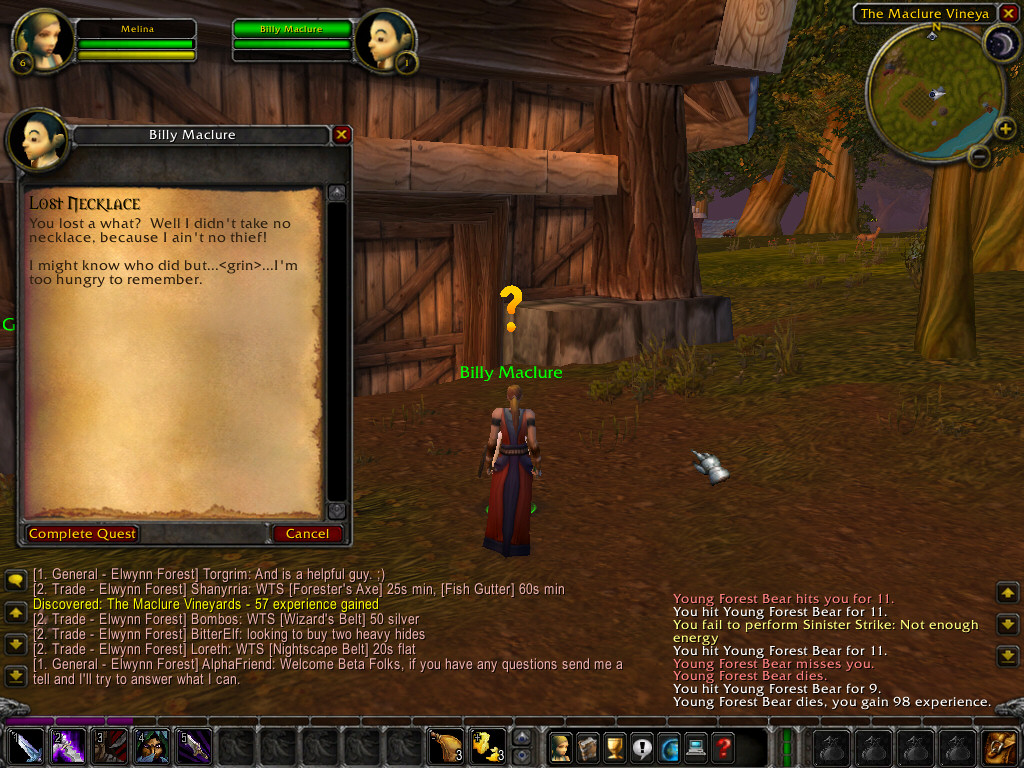 Melina
6
Billy Maclure
1
The Maclure Vineya
N
Billy Maclure
Lost Necklace
You lost a what? Well I didn't take no
necklace, because I ain't no thief!
I might know who did but...<grin>...I'm
too hungry to remember.
Complete Quest
Cancel
G
?
Billy Maclure
[1. General - Elwynn Forest] Torgrim: And is a helpful guy. ;)
[2. Trade - Elwynn Forest] Shanyrria: WTS [Forester's Axe] 25s min, [Fish Gutter] 60s min
Discovered: The Maclure Vineyards - 57 experience gained
[2. Trade - Elwynn Forest] Bombos: WTS [Wizard's Belt] 50 silver
[2. Trade - Elwynn Forest] BitterElf: looking to buy two heavy hides
[2. Trade - Elwynn Forest] Loreth: WTS [Nightscape Belt] 20s flat
[1. General - Elwynn Forest] AlphaFriend: Welcome Beta Folks, if you have any questions send me a
tell and I'll try to answer what I can.
Young Forest Bear hits you for 11.
You hit Young Forest Bear for 11.
You fail to perform Sinister Strike: Not enough
energy
You hit Young Forest Bear for 11.
Young Forest Bear misses you.
Young Forest Bear dies.
You hit Young Forest Bear for 9.
Young Forest Bear dies, you gain 98 experience.
2
3
4
5
3
3
!
?